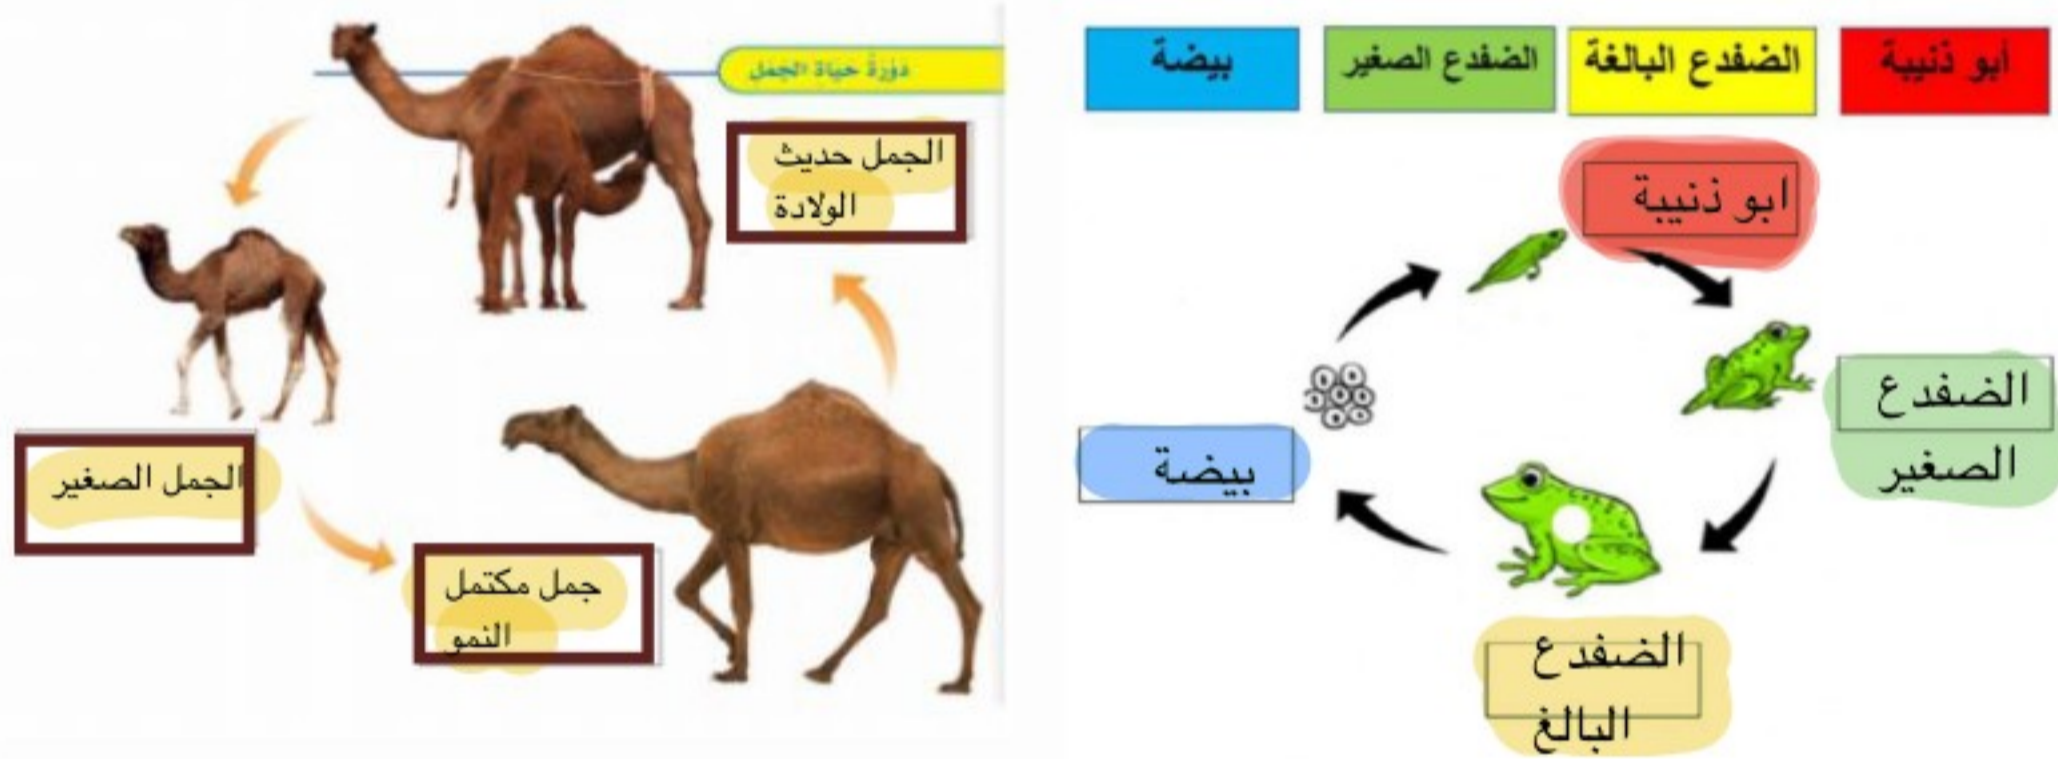 دورة حياة الجمل
الجمل حديث
الولادة
الجمل الصغير
جمل مكتمل
النمو
أبو ذنيبة
الضفدع البالغة
الضفدع الصغير
بيضة
ابو ذنيبة
الضفدع
الصغير
بيضة
الضفدع
البالغ